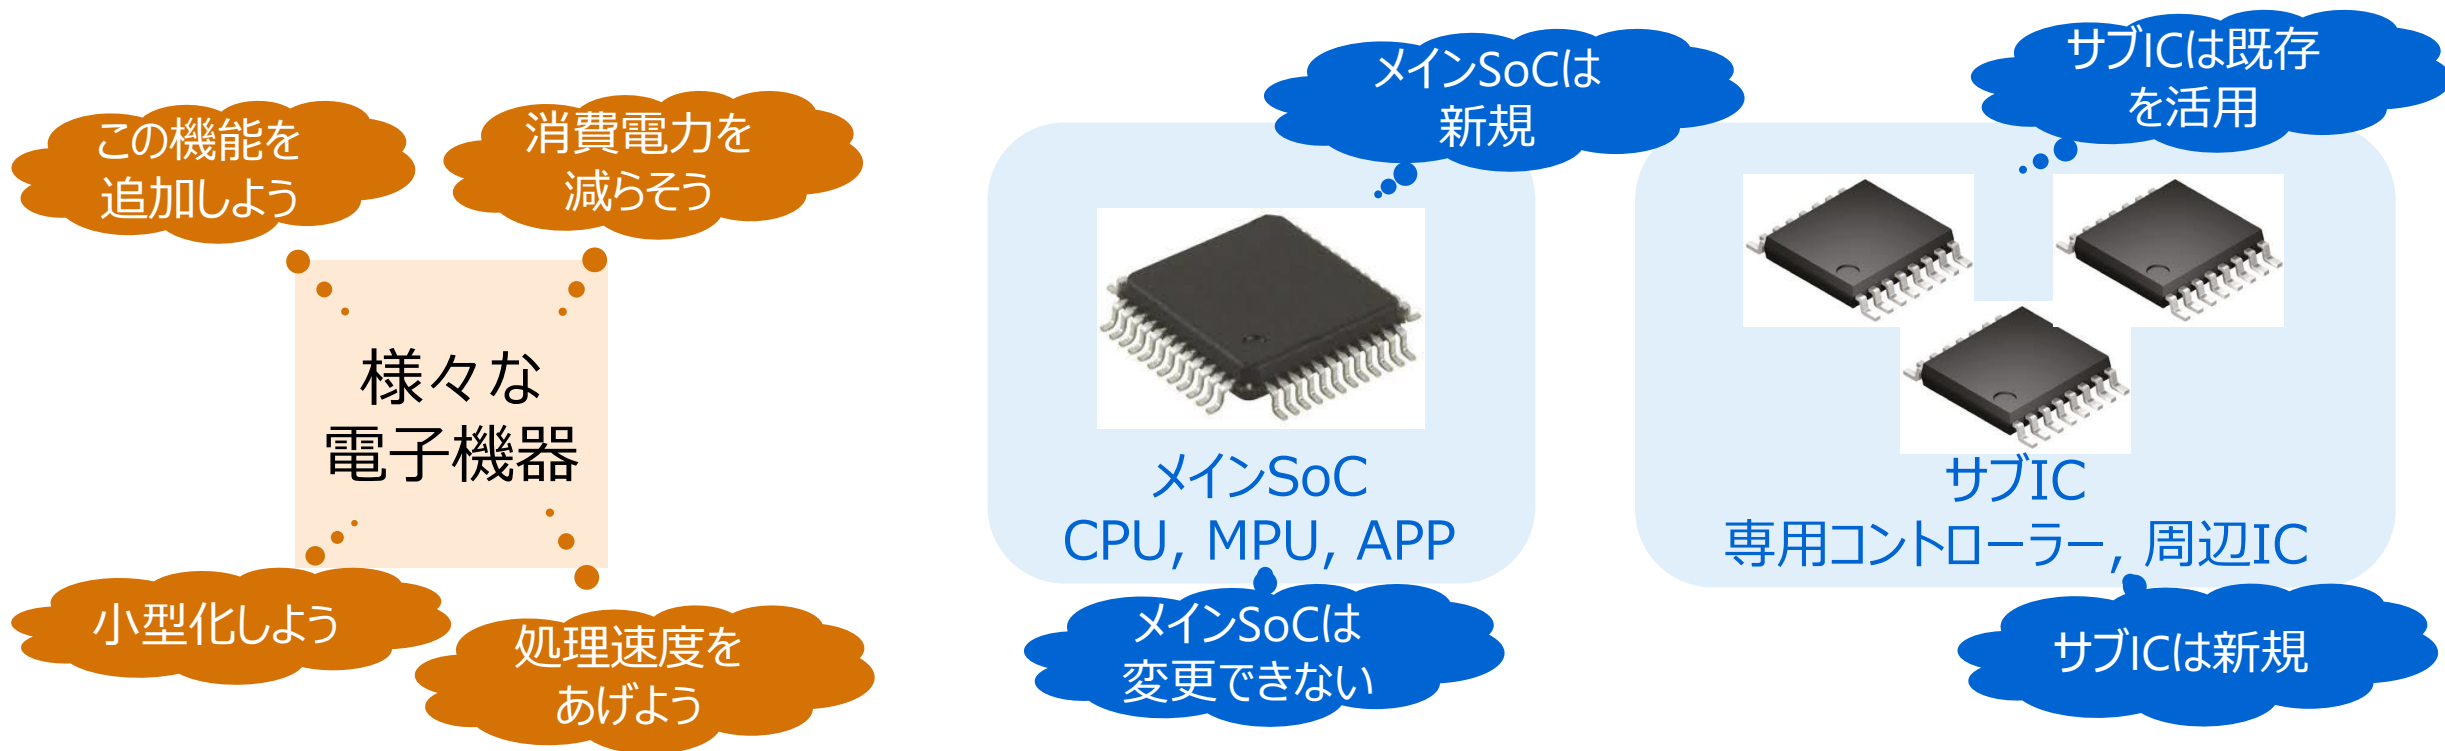 この機能を
追加しよう
消費電力を
減らそう
様々な
電子機器
小型化しよう
処理速度を
あげよう
メインSoCは
新規
サブICは既存
を活用
メインSoC
CPU, MPU, APP
サブIC
専用コントローラー, 周辺IC
メインSoCは
変更できない
サブICは新規